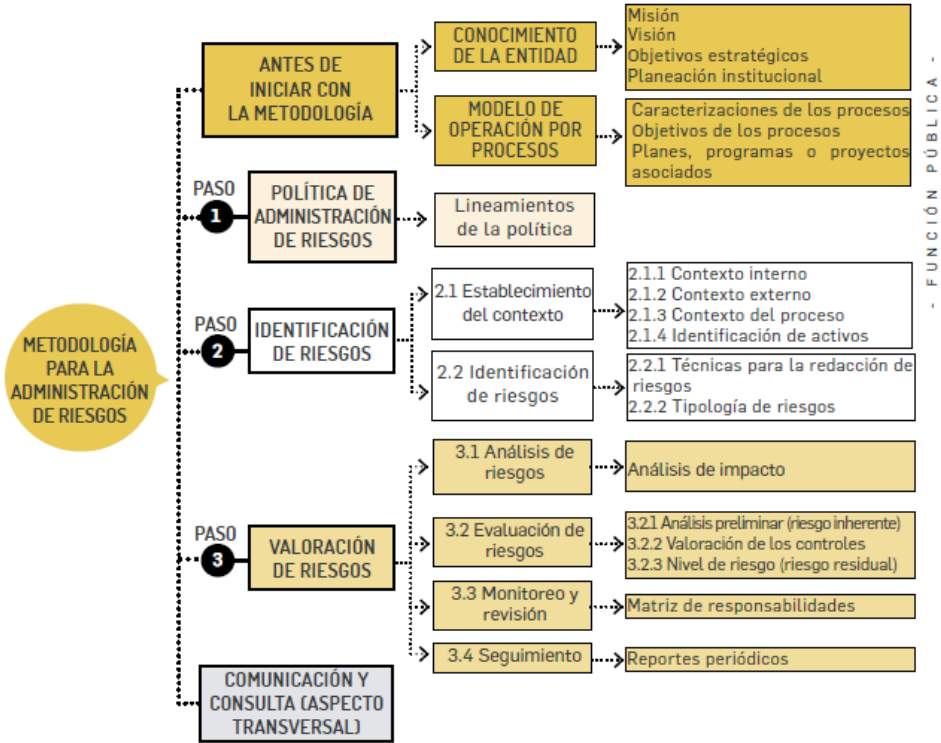 METODOLOGÍA
PARA LA
ADMINISTRACIÓN
DE RIESGOS
ANTES DE
INICIAR CON
LA METODOLOGÍA
CONOCIMIENTO
DE LA ENTIDAD
Misión
Visión
Objetivos estratégicos
Planeación institucional
MODELO DE
OPERACIÓN POR
PROCESOS
Caracterizaciones de los procesos
Objetivos de los procesos
Planes, programas o proyectos
asociados
PASO
1
POLÍTICA DE
ADMINISTRACIÓN
DE RIESGOS
Lineamientos
de la política
PASO
2
IDENTIFICACIÓN
DE RIESGOS
2.1 Establecimiento
del contexto
2.1.1 Contexto interno
2.1.2 Contexto externo
2.1.3 Contexto del proceso
2.1.4 Identificación de activos
2.2 Identificación
de riesgos
2.2.1 Técnicas para la redacción de
riesgos
2.2.2 Tipología de riesgos
PASO
3
VALORACIÓN
DE RIESGOS
3.1 Análisis de
riesgos
Análisis de impacto
3.2 Evaluación de
riesgos
3.2.1 Análisis preliminar (riesgo inherente)
3.2.2 Valoración de los controles
3.2.3 Nivel de riesgo (riesgo residual)
3.3 Monitoreo y
revisión
Matriz de responsabilidades
3.4 Seguimiento
Reportes periódicos
COMUNICACIÓN Y
CONSULTA (ASPECTO
TRANSVERSAL)
- FUNCIÓN PÚBLICA -